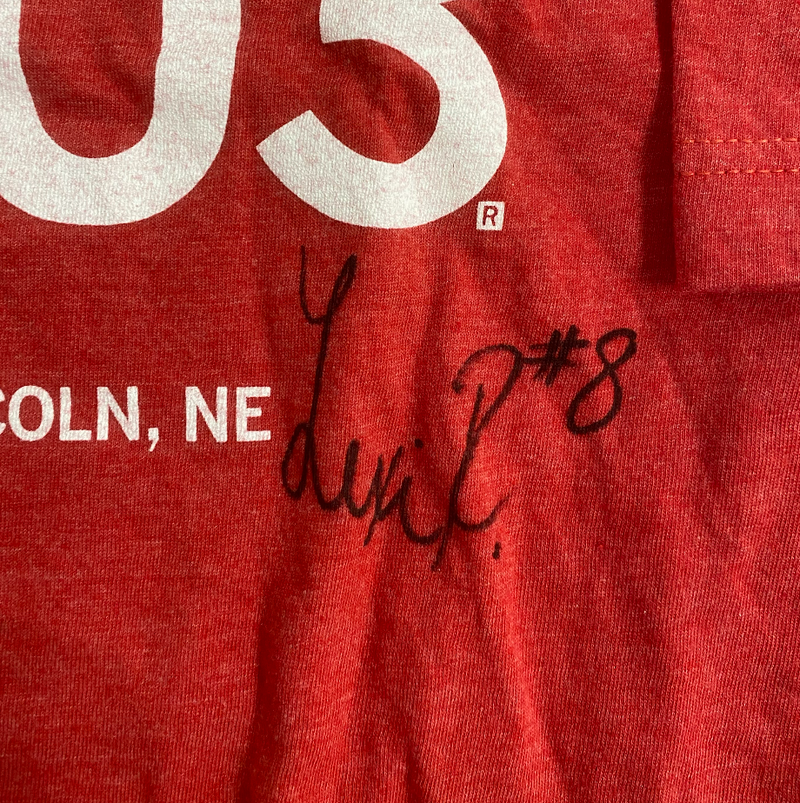 03
®
COLN, NE
Lexi R. #8